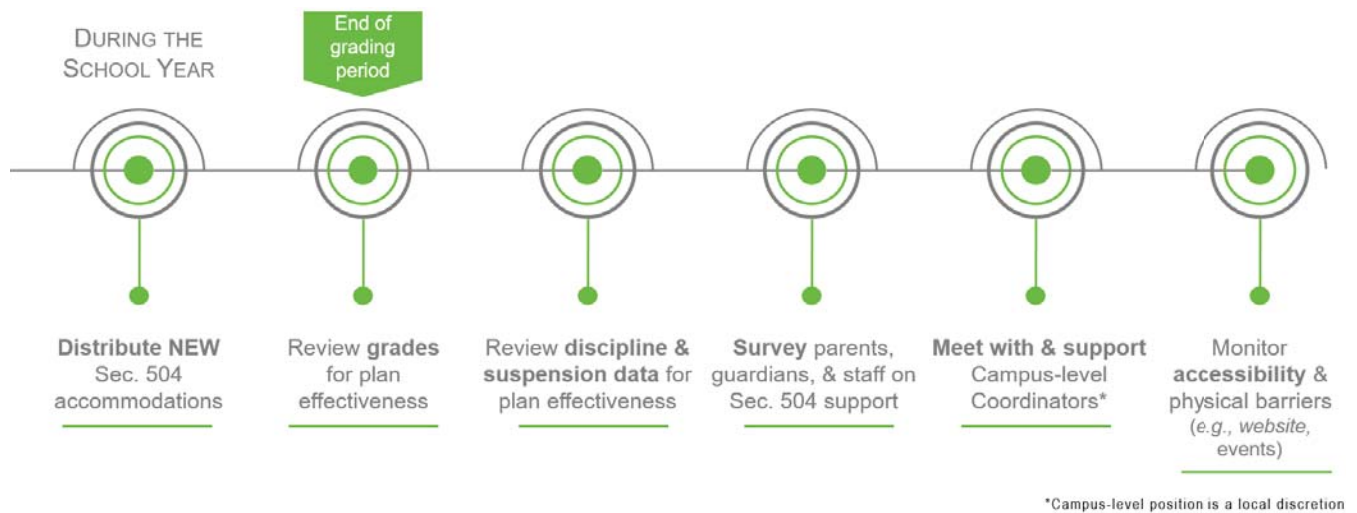 DURING THE
SCHOOL YEAR
End of
grading
period
Distribute NEW
Sec. 504
accommodations
Review grades
for plan
effectiveness
Review discipline &
suspension data for
plan effectiveness
Survey parents,
guardians, & staff on
Sec. 504 support
Meet with & support
Campus-level
Coordinators*
Monitor
accessibility &
physical barriers
(e.g., website,
events)
*Campus-level position is a local discretion